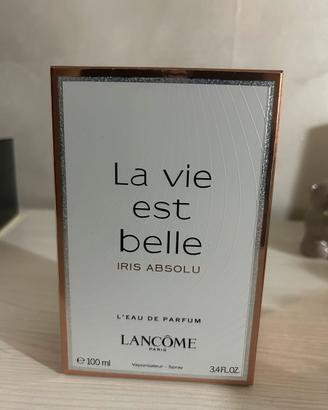 La vie
est
belle
IRIS ABSOLU
L'EAU DE PARFUM
LANCÔME
PARIS
℮ 100 ml
Vaporisateur - Spray
3.4 FL.OZ.